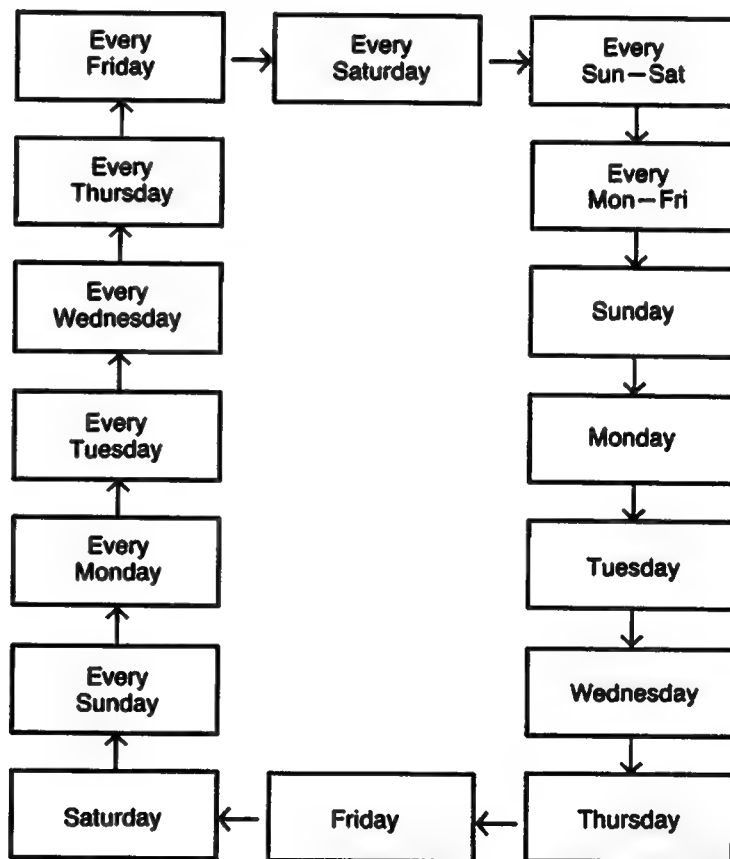 Every
Friday
Every
Saturday
Every
Sun—Sat
Every
Thursday
Every
Mon—Fri
Every
Wednesday
Sunday
Every
Tuesday
Monday
Every
Monday
Tuesday
Every
Sunday
Wednesday
Saturday
Friday
Thursday